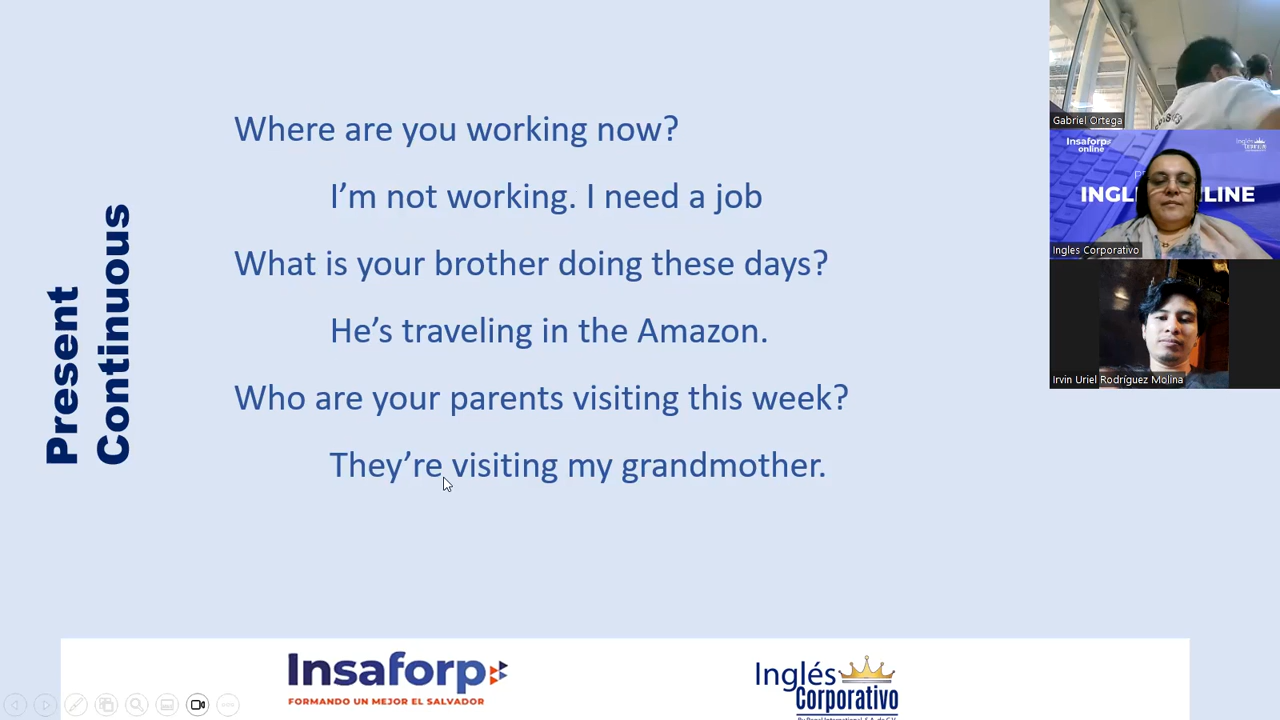 Where are you working now?
I'm not working. I need a job
What is your brother doing these days?
He's traveling in the Amazon.
Who are your parents visiting this week?
They're visiting my grandmother.
Present
Continuous
Gabriel Ortega
Insaforp
online
Ingles Corporativo
Irvin Uriel Rodríguez Molina
Insaforp
FORMANDO UN MEJOR EL SALVADOR
Inglés
Corporativo